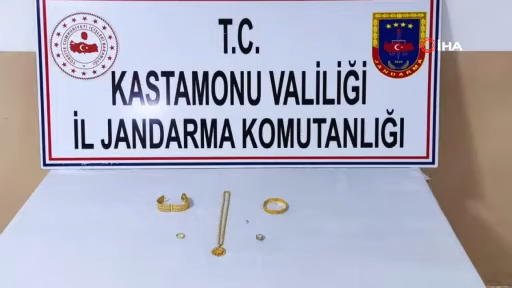 T.C.
KASTAMONU VALİLİĞİ
İL JANDARMA KOMUTANLIĞI
JANDARMA
İHA